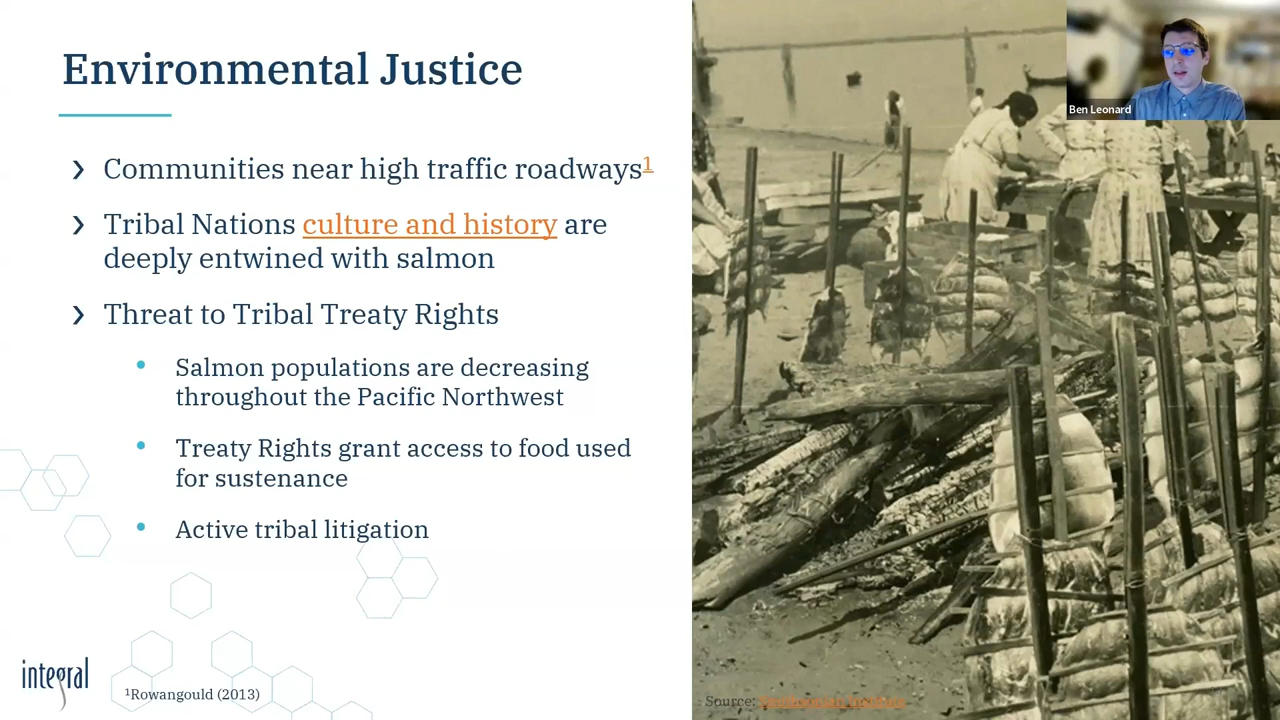 Environmental Justice
› Communities near high traffic roadways1
› Tribal Nations culture and history are
deeply entwined with salmon
› Threat to Tribal Treaty Rights
• Salmon populations are decreasing
throughout the Pacific Northwest
• Treaty Rights grant access to food used
for sustenance
• Active tribal litigation
integral
1Rowangould (2013)
Ben Leonard
Source: